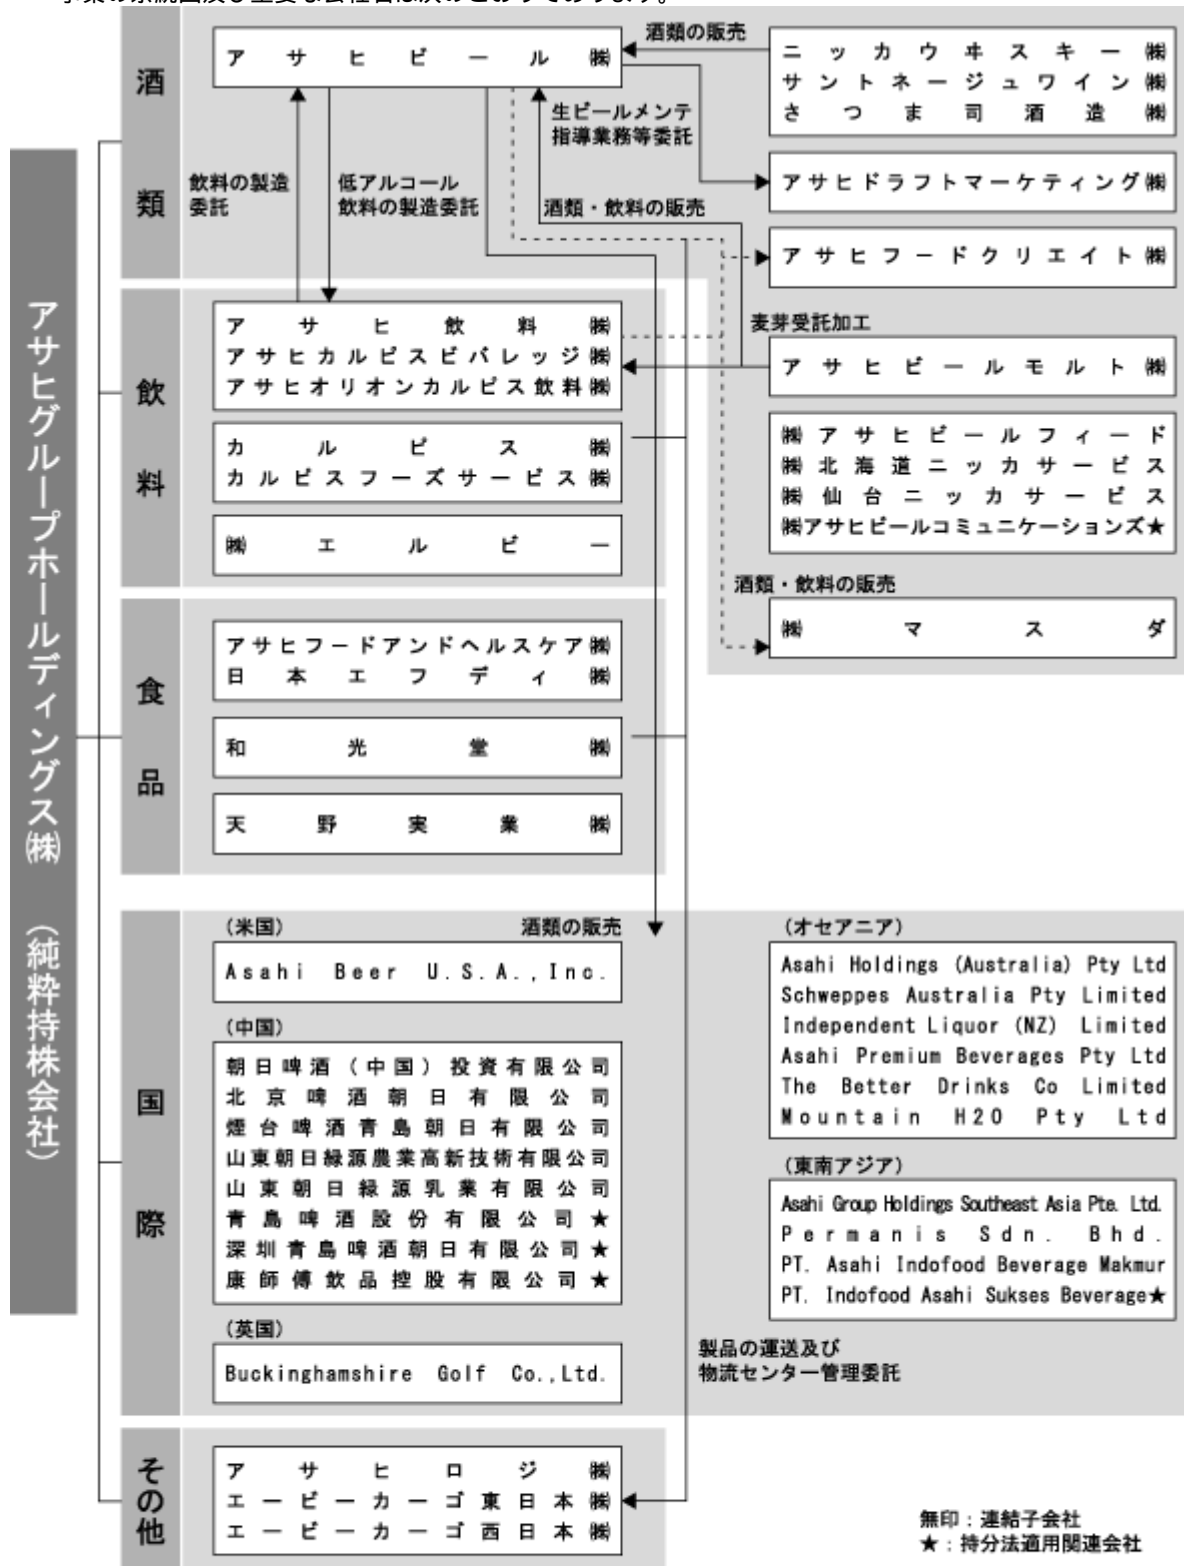 事業の系統図及び主要な会社名は次のとおりであります。
アサヒグループホールディングス㈱ (純粋持株会社)
酒類
アサヒビール㈱
酒類の販売
ニッカウヰスキー㈱
サントネージュワイン㈱
さつま司酒造㈱
生ビールメンテ
指導業務等委託
アサヒドラフトマーケティング㈱
飲料の製造
委託
低アルコール
飲料の製造委託
酒類・飲料の販売
アサヒフードクリエイト㈱
飲料
アサヒ飲料㈱
アサヒカルピスビバレッジ㈱
アサヒオリオンカルピス飲料㈱
麦芽受託加工
アサヒビールモルト㈱
カルピス㈱
カルピスフーズサービス㈱
㈱エルビー
㈱アサヒビールフィード
㈱北海道ニッカサービス
㈱仙台ニッカサービス
㈱アサヒビールコミュニケーションズ★
酒類・飲料の販売
㈱マスダ
食品
アサヒフードアンドヘルスケア㈱
日本エフディ㈱
和光堂㈱
天野実業㈱
国際
(米国)
酒類の販売
Asahi Beer U.S.A.,Inc.
(中国)
朝日啤酒(中国)投資有限公司
北京啤酒朝日有限公司
煙台啤酒青島朝日有限公司
山東朝日緑源農業高新技術有限公司
山東朝日緑源乳業有限公司
青島啤酒股份有限公司★
深圳青島啤酒朝日有限公司★
康師傅飲品控股有限公司★
(英国)
Buckinghamshire Golf Co.,Ltd.
(オセアニア)
Asahi Holdings (Australia) Pty Ltd
Schweppes Australia Pty Limited
Independent Liquor (NZ) Limited
Asahi Premium Beverages Pty Ltd
The Better Drinks Co Limited
Mountain H2O Pty Ltd
(東南アジア)
Asahi Group Holdings Southeast Asia Pte. Ltd.
Permanis Sdn. Bhd.
PT. Asahi Indofood Beverage Makmur
PT. Indofood Asahi Sukses Beverage★
製品の運送及び
物流センター管理委託
その他
アサヒロジ㈱
エービーカーゴ東日本㈱
エービーカーゴ西日本㈱
無印:連結子会社
★:持分法適用関連会社